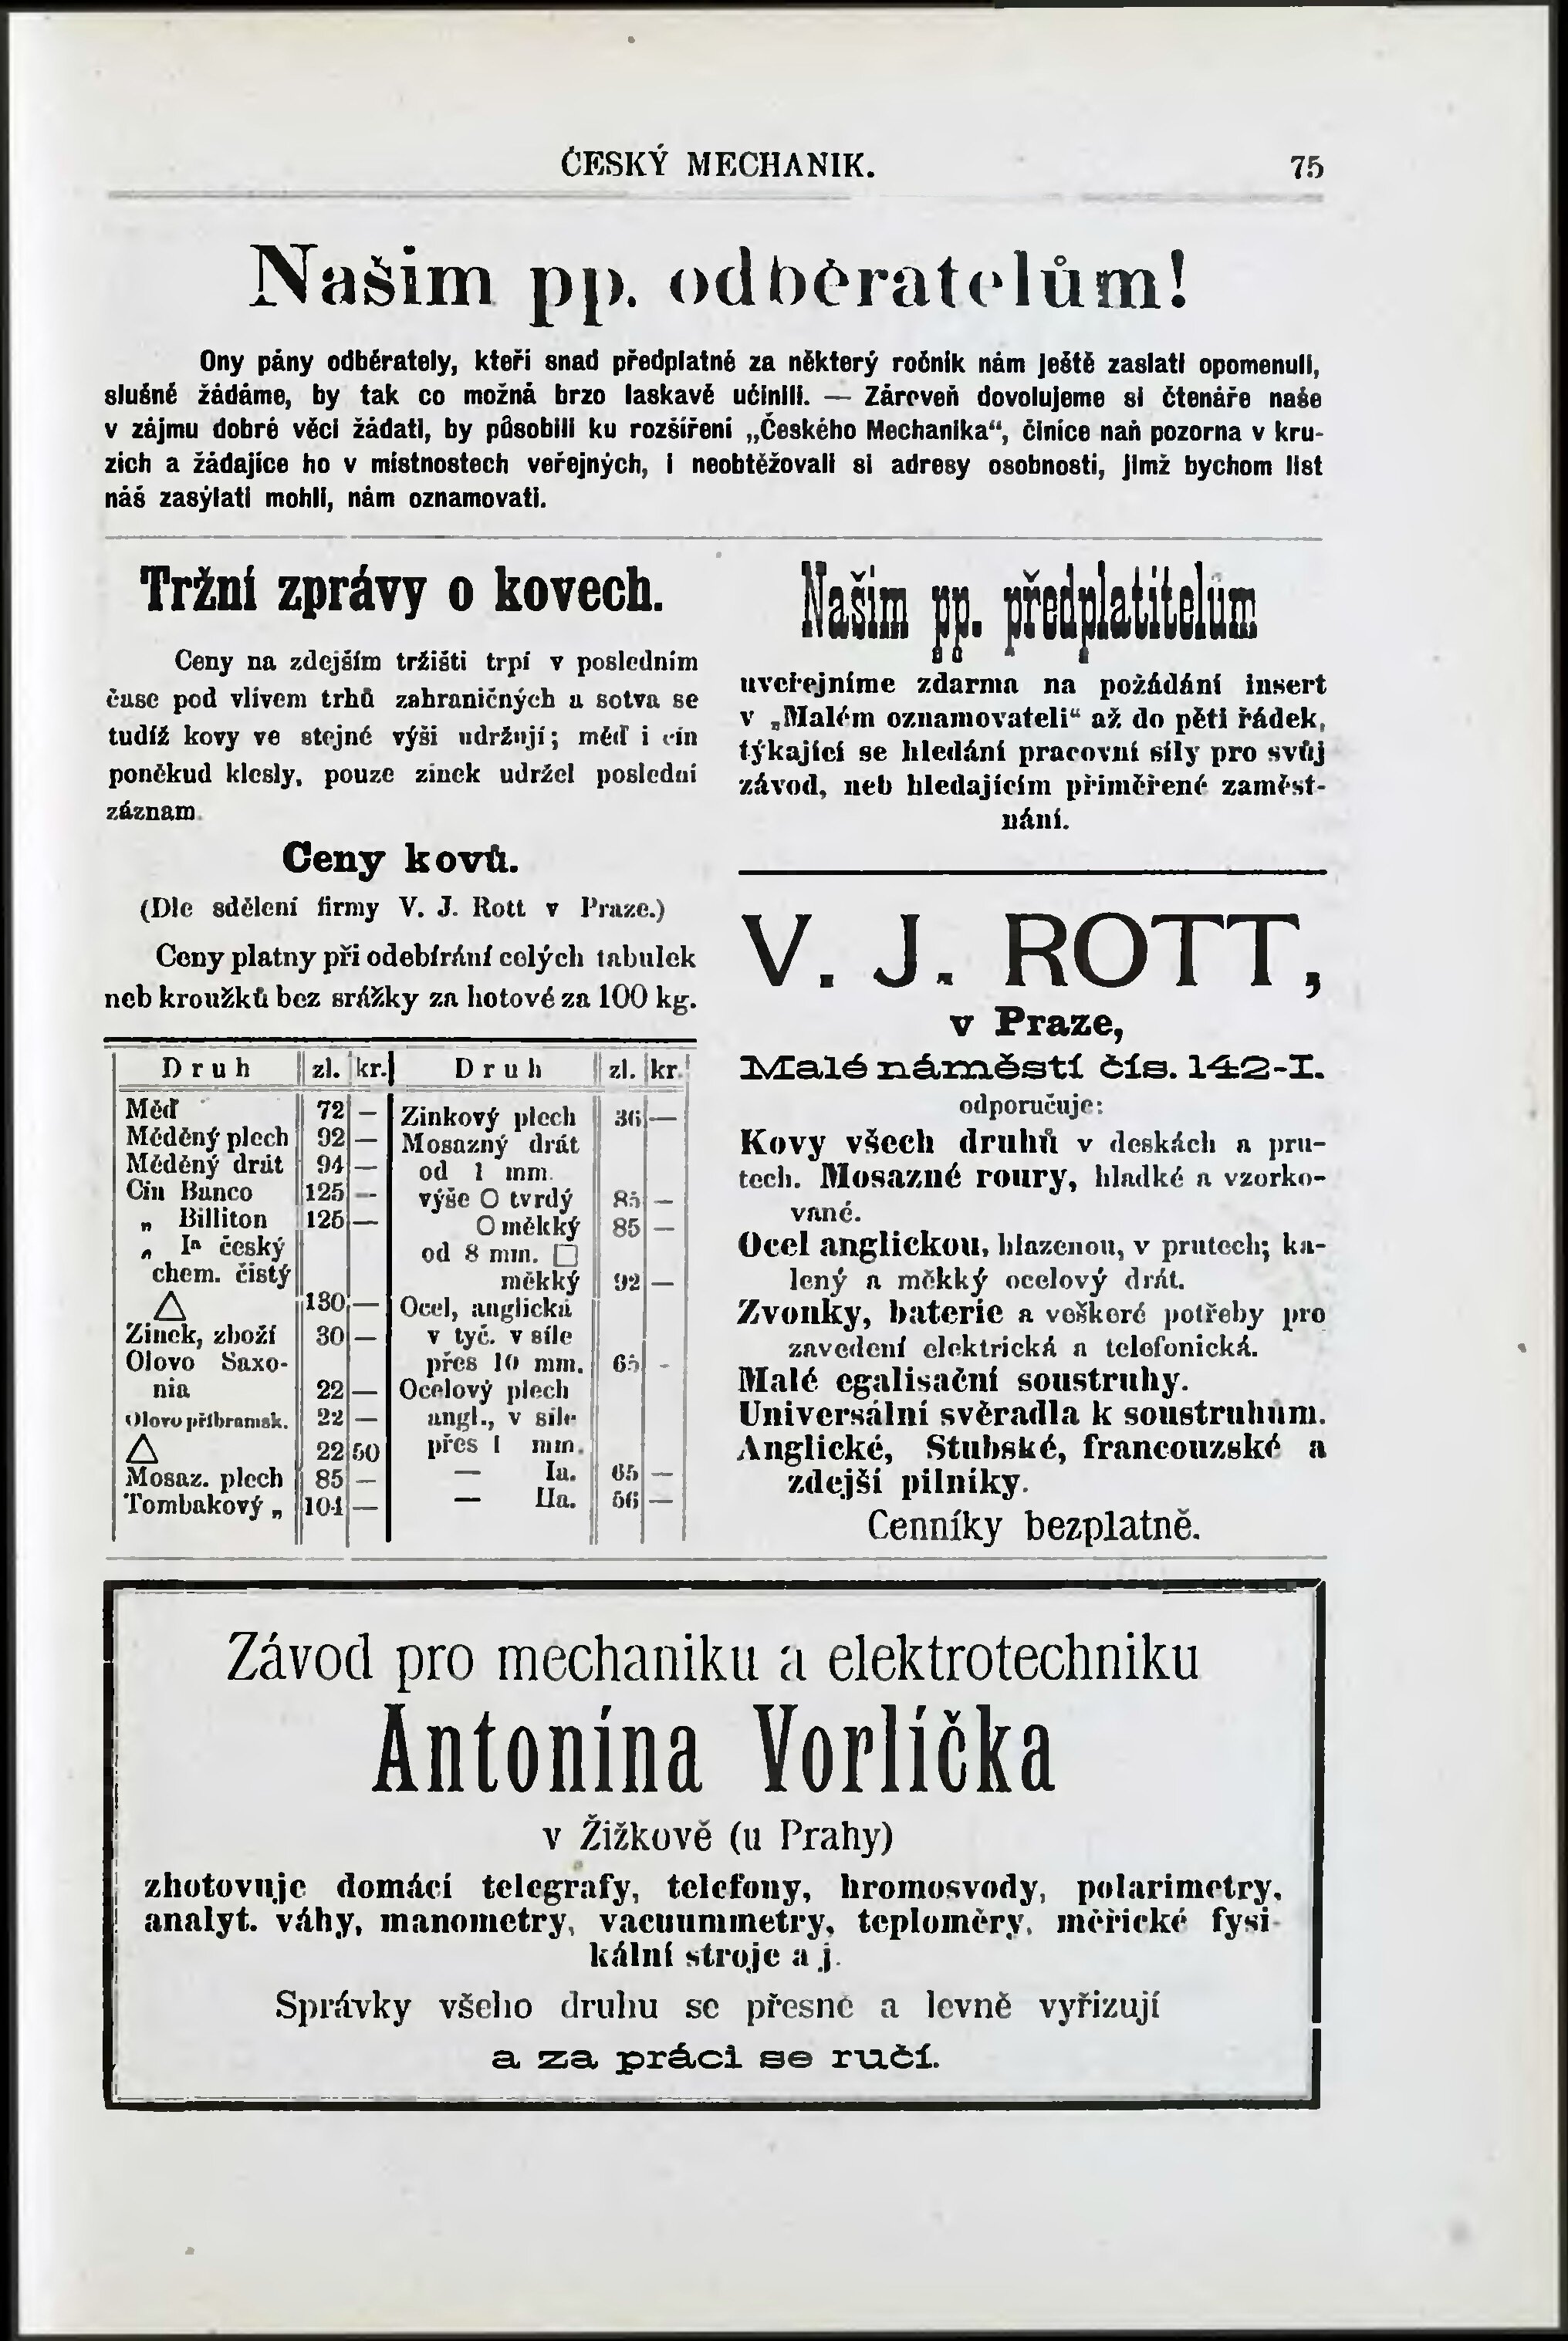 ČESKÝ MECHANIK. 75
Našim pp. odběratelům!
Ony pány odběrately, kteří snad předplatné za některý ročník nám ještě zaslati opomenuli,
slušně žádáme, by tak co možná brzo laskavě učinili. — Zároveň dovolujeme si čtenáře naše
v zájmu dobré věci žádati, by působili ku rozšíření „Českého Mechanika“, činíce naň pozorna v kru-
zích a žádajíce ho v místnostech veřejných, i neobtěžovali si adresy osobností, jimž bychom list
náš zasýlati mohli, nám oznamovati.
Tržní zprávy o kovech.
Ceny na zdejším tržišti trpí v posledním
čase pod vlivem trhů zahraničných a sotva se
tudíž kovy ve stejné výši udržují; měď i cín
poněkud klesly, pouze zinek udržel poslední
záznam.
Ceny kovů.
(Dle sdělení firmy V. J. Rott v Praze.)
Ceny platny při odebírání celých tabulek
neb kroužků bez srážky za hotové za 100 kg.
Druh zl. kr.
Měď 72 —
Měděný plech 92 —
Měděný drát 94 —
Cín Banco 125 —
„ Billiton 125 —
„ Iª český
chem. čistý
△ 130 —
Zinek, zboží 30 —
Olovo Saxo-
nia 22 —
Olovo příbramsk. 22 —
△ 22 50
Mosaz. plech 85 —
Tombakový „ 104 —
Druh zl. kr.
Zinkový plech 36 —
Mosazný drát
od 1 mm.
výše O tvrdý 85 —
O měkký 85 —
od 8 mm. □
měkký 92 —
Ocel, anglická
v tyč. v síle
přes 10 mm. 65 -
Ocelový plech
angl., v síle
přes 1 mm.
— Ia. 65 —
— IIa. 56 —
Našim pp. předplatitelům
uveřejníme zdarma na požádání insert
v „Malém oznamovateli“ až do pěti řádek,
týkající se hledání pracovní síly pro svůj
závod, neb hledajícím přiměřené zaměst-
nání.
V. J. ROTT,
v Praze,
Malé náměstí čís. 142-I.
odporučuje:
Kovy všech druhů v deskách a pru-
tech. Mosazné roury, hladké a vzorko-
vané.
Ocel anglickou, hlazenou, v prutech; ka-
lený a měkký ocelový drát.
Zvonky, baterie a veškeré potřeby pro
zavedení elektrická a telefonická.
Malé egalisační soustruhy.
Universální svěradla k soustruhům.
Anglické, Stubské, francouzské a
zdejší pilníky.
Cenníky bezplatně.
Závod pro mechaniku a elektrotechniku
Antonína Vorlíčka
v Žižkově (u Prahy)
zhotovuje domácí telegrafy, telefony, hromosvody, polarimetry,
analyt. váhy, manometry, vacuummetry, teploměry, měřické fysi-
kální stroje a j.
Správky všeho druhu se přesně a levně vyřizují
a za práci se ručí.